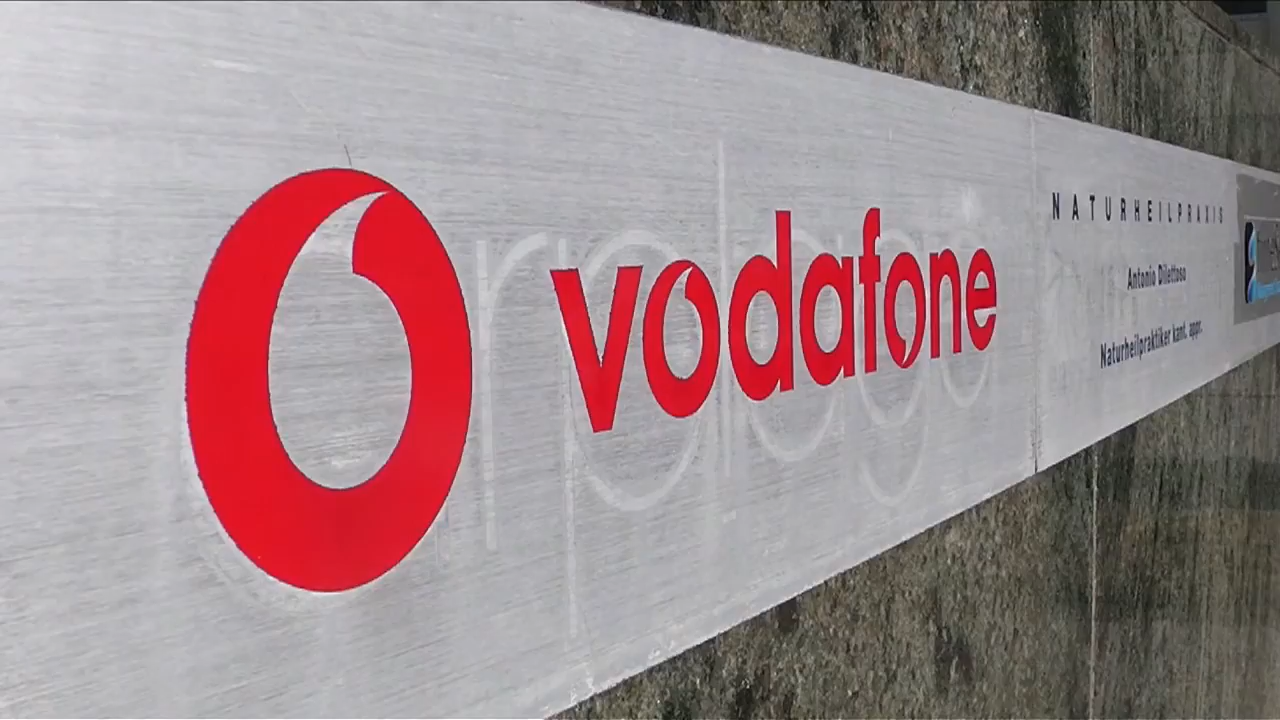 vodafone
NATURHEILPRAXIS
Antonio Dilettoso
Naturheilpraktiker kant. appr.